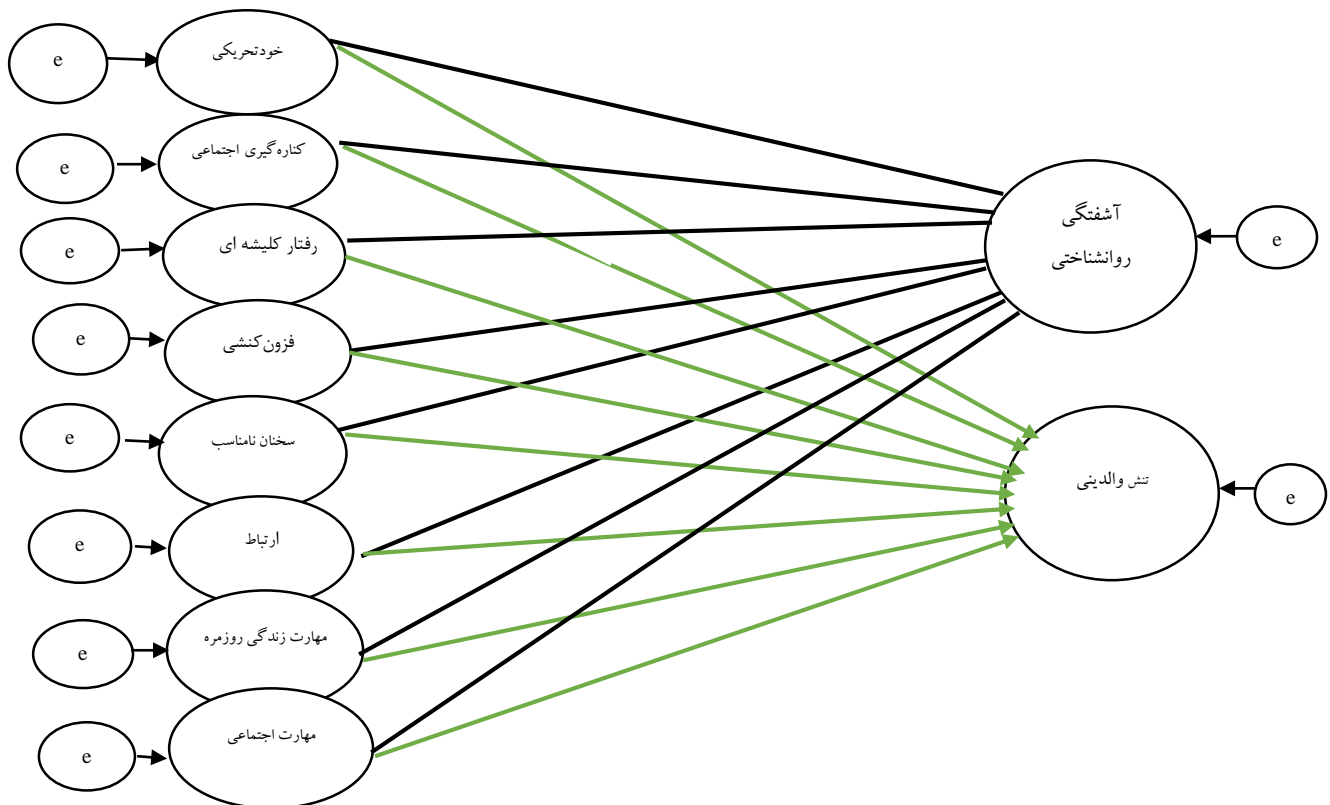 e
خودتحریکی
e
کناره‌گیری اجتماعی
آشفتگی
روانشناختی
e
e
رفتار کلیشه ای
e
فزون‌کنشی
e
سخنان نامناسب
تنش والدینی
e
e
ارتباط
e
مهارت زندگی روزمره
e
مهارت اجتماعی